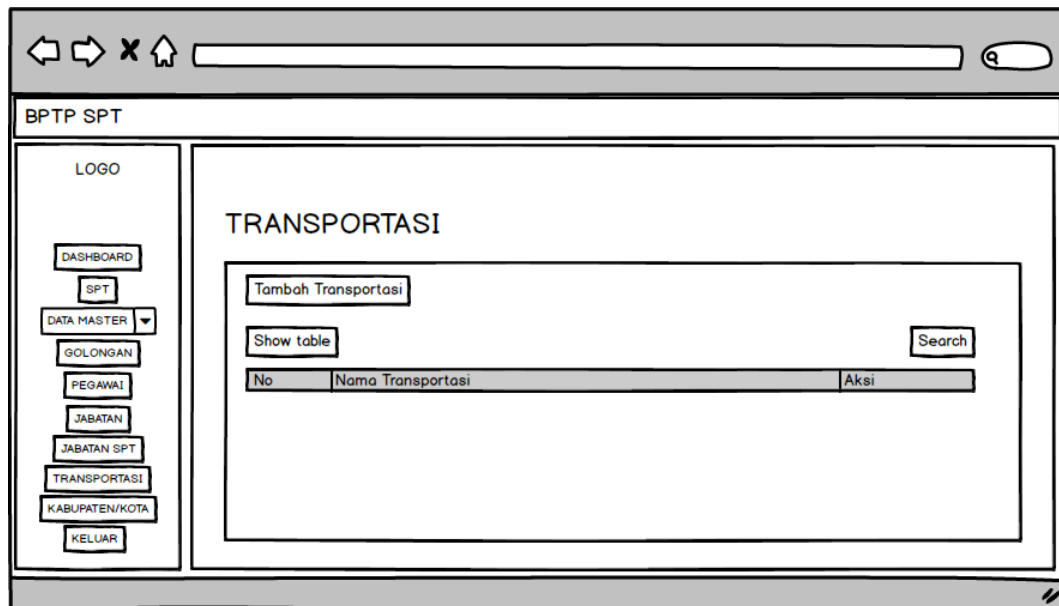 BPTP SPT
LOGO
DASHBOARD
SPT
DATA MASTER
GOLONGAN
PEGAWAI
JABATAN
JABATAN SPT
TRANSPORTASI
KABUPATEN/KOTA
KELUAR
TRANSPORTASI
Tambah Transportasi
Show table Search
No Nama Transportasi Aksi